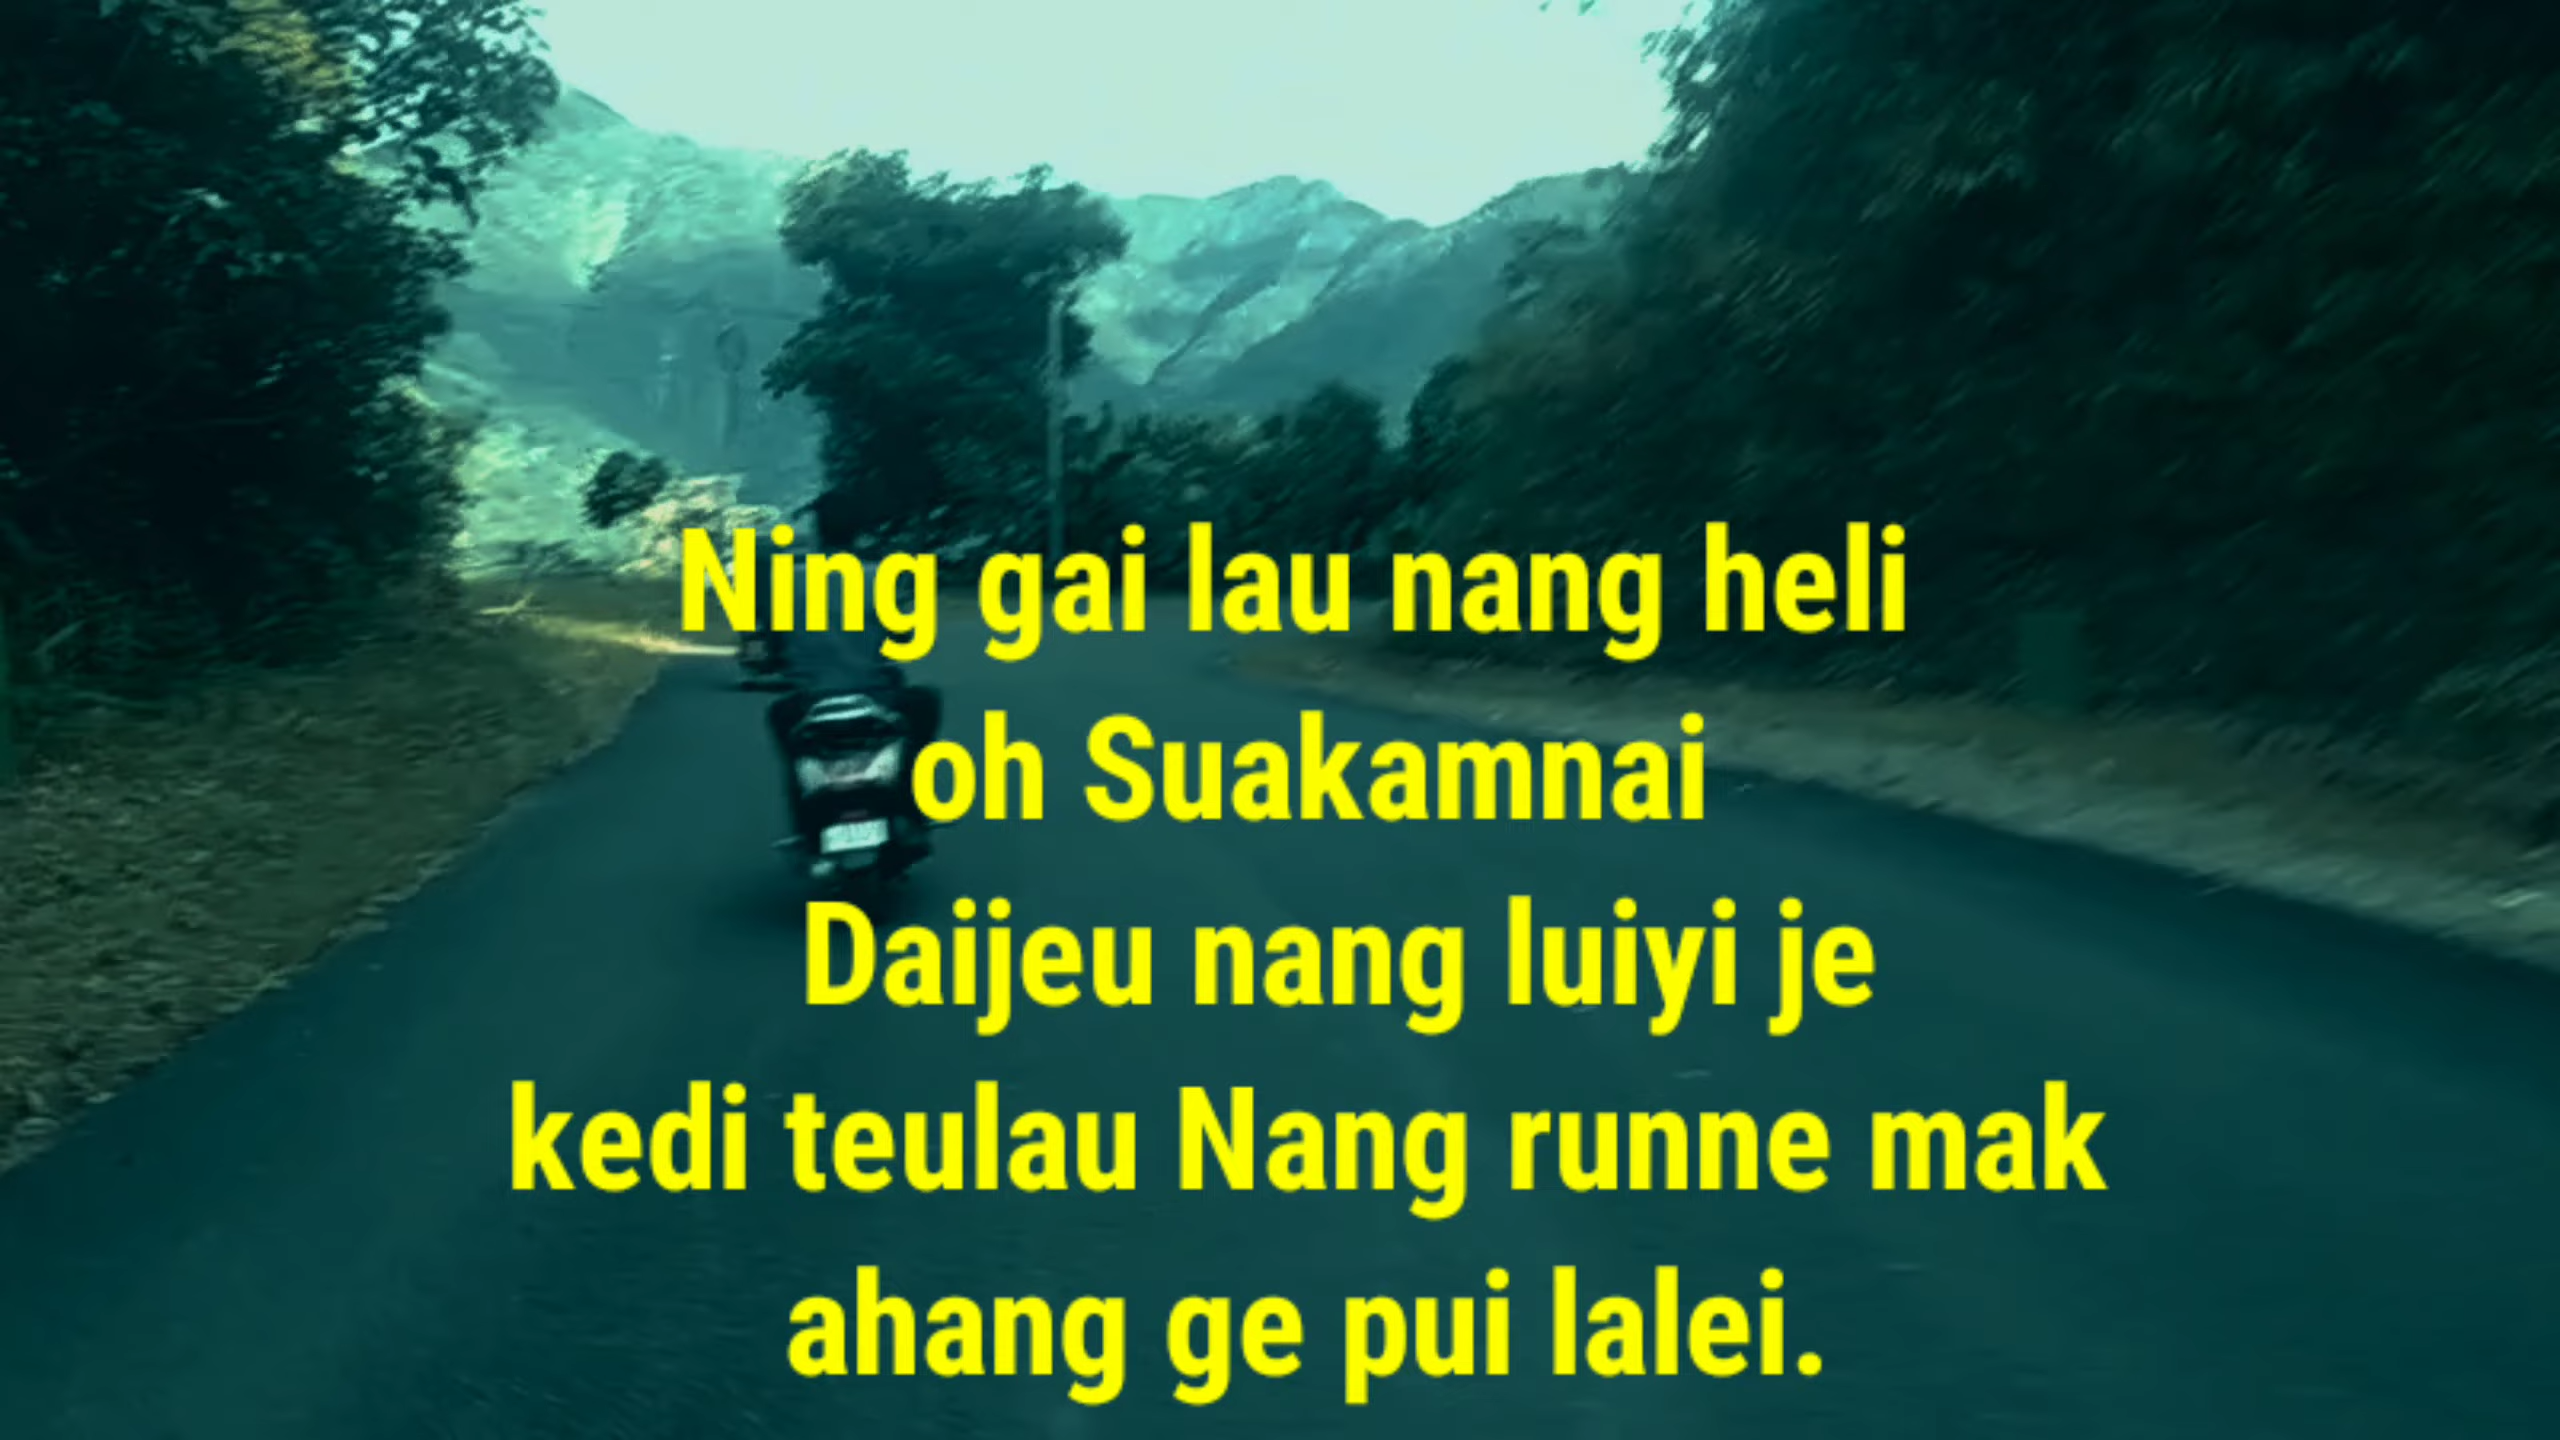 Ning gai lau nang heli
oh Suakamnai
Daijeu nang luiyi je
kedi teulau Nang runne mak
ahang ge pui lalei.